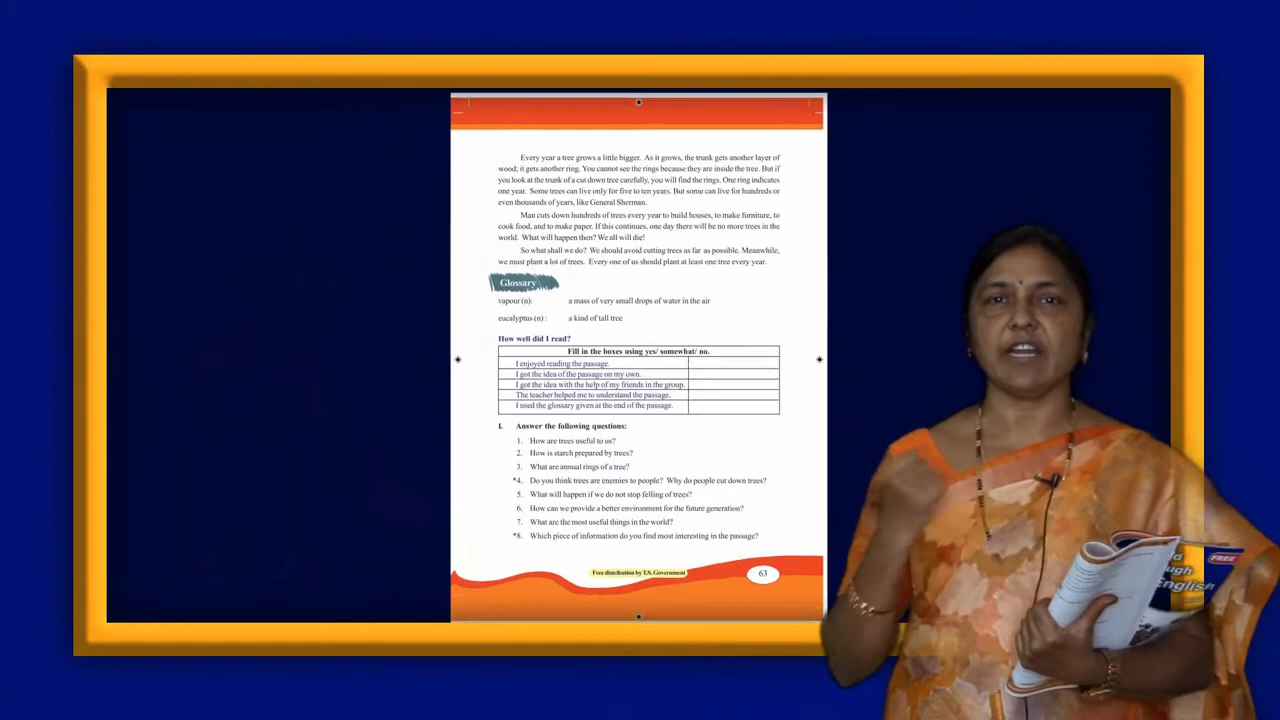 Every year a tree grows a little bigger. As it grows, the trunk gets another layer of
wood; it gets another ring. You cannot see the rings because they are inside the tree. But if
you look at the trunk of a cut down tree carefully, you will find the rings. One ring indicates
one year. Some trees can live only for five to ten years. But some can live for hundreds or
even thousands of years, like General Sherman.
Man cuts down hundreds of trees every year to build houses, to make furniture, to
cook food, and to make paper. If this continues, one day there will be no more trees in the
world. What will happen then? We all will die!
So what shall we do? We should avoid cutting trees as far as possible. Meanwhile,
we must plant a lot of trees. Every one of us should plant at least one tree every year.
Glossary
vapour (n): a mass of very small drops of water in the air
eucalyptus (n) : a kind of tall tree
How well did I read?
Fill in the boxes using yes/ somewhat/ no.
I enjoyed reading the passage.
I got the idea of the passage on my own.
I got the idea with the help of my friends in the group.
The teacher helped me to understand the passage.
I used the glossary given at the end of the passage.
I. Answer the following questions:
1. How are trees useful to us?
2. How is starch prepared by trees?
3. What are annual rings of a tree?
*4. Do you think trees are enemies to people? Why do people cut down trees?
5. What will happen if we do not stop felling of trees?
6. How can we provide a better environment for the future generation?
7. What are the most useful things in the world?
*8. Which piece of information do you find most interesting in the passage?
Free distribution by T.S. Government
63
FREE
English